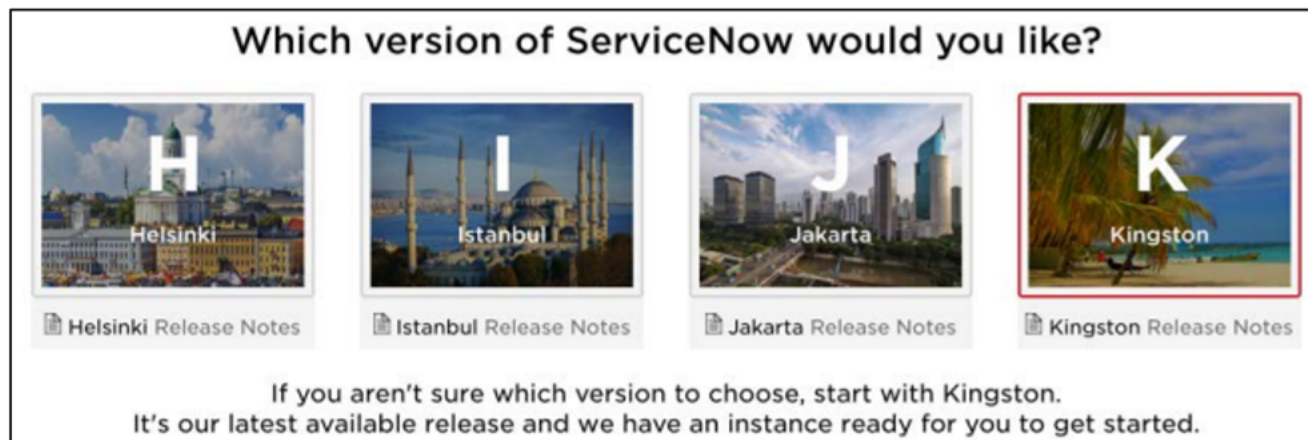 Which version of ServiceNow would you like?
H
Helsinki
I
Istanbul
J
Jakarta
K
Kingston
Helsinki Release Notes
Istanbul Release Notes
Jakarta Release Notes
Kingston Release Notes
If you aren't sure which version to choose, start with Kingston.
It's our latest available release and we have an instance ready for you to get started.